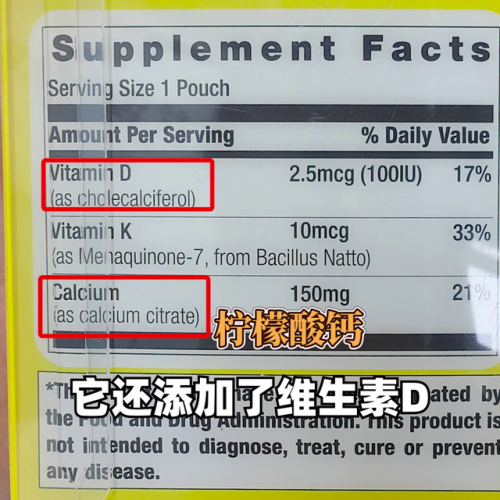 Supplement Facts
Serving Size 1 Pouch
Amount Per Serving % Daily Value
Vitamin D 2.5mcg (100IU) 17%
(as cholecalciferol)
Vitamin K 10mcg 33%
(as Menaquinone-7, from Bacillus Natto)
Calcium 150mg 21%
(as calcium citrate)
柠檬酸钙
它还添加了维生素D
the Food and Drug Administration. This product is
not intended to diagnose, treat, cure or prevent
any disease.